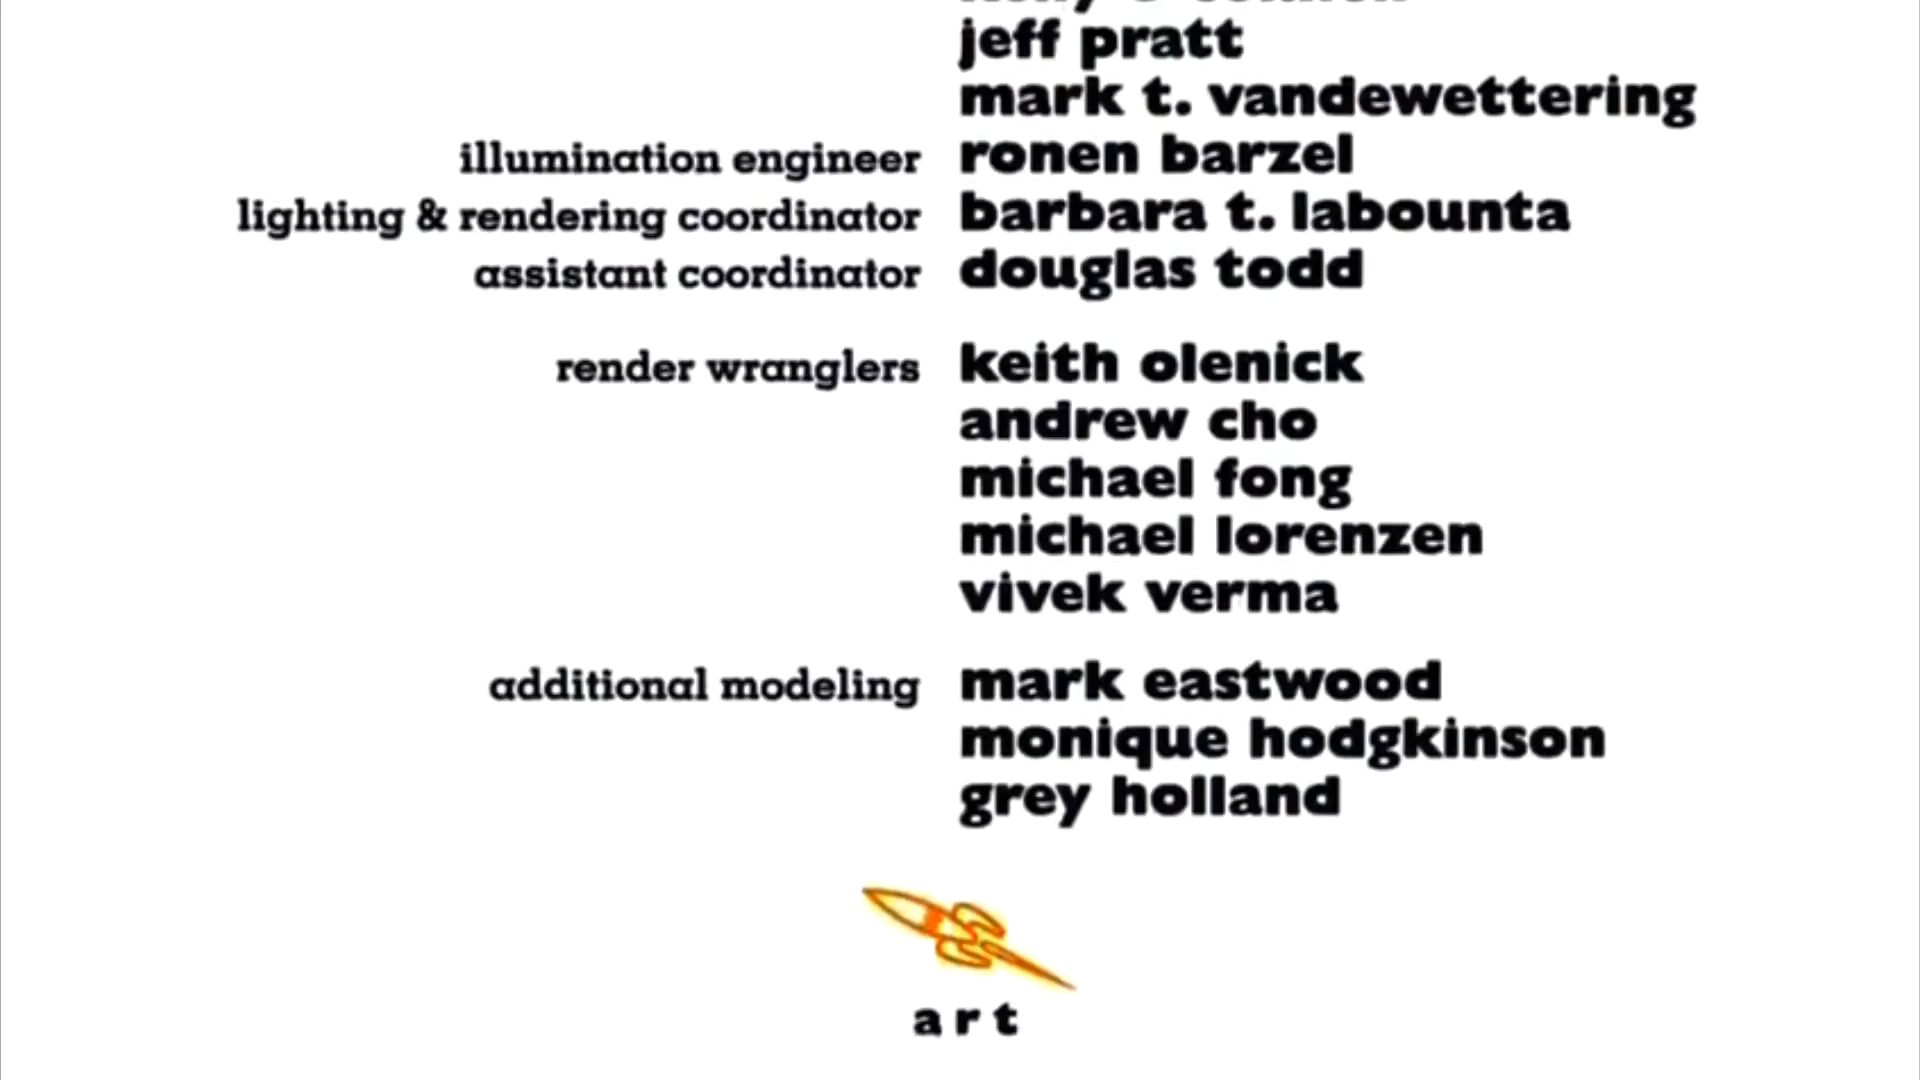 jeff pratt
mark t. vandewettering
illumination engineer ronen barzel
lighting & rendering coordinator barbara t. labounta
assistant coordinator douglas todd
render wranglers keith olenick
andrew cho
michael fong
michael lorenzen
vivek verma
additional modeling mark eastwood
monique hodgkinson
grey holland
art